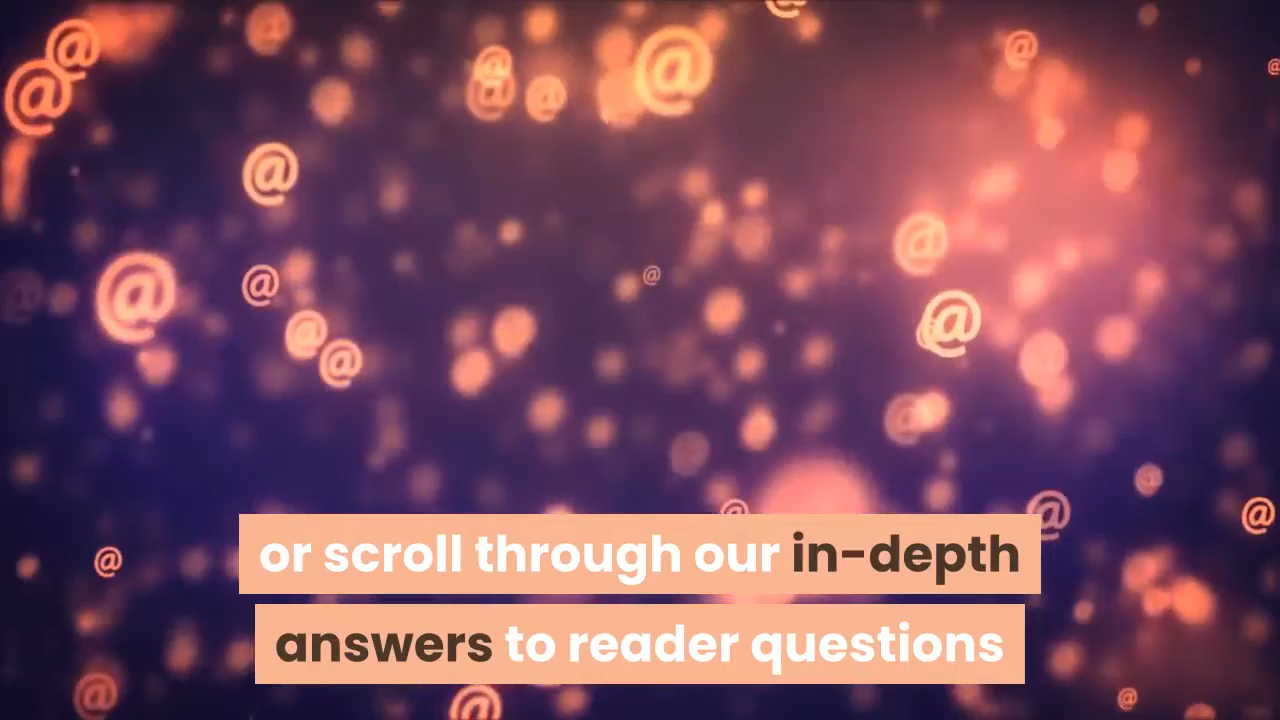 or scroll through our in-depth
answers to reader questions